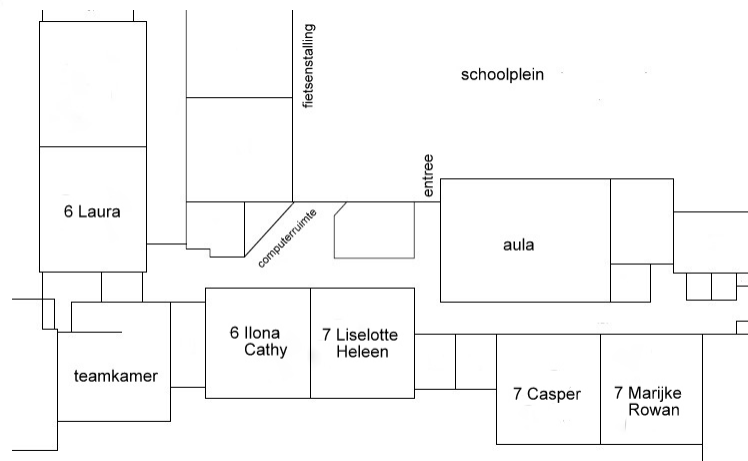 fietsenstalling
schoolplein
entree
6 Laura
computerruimte
aula
6 Ilona
Cathy
7 Liselotte
Heleen
teamkamer
7 Casper
7 Marijke
Rowan